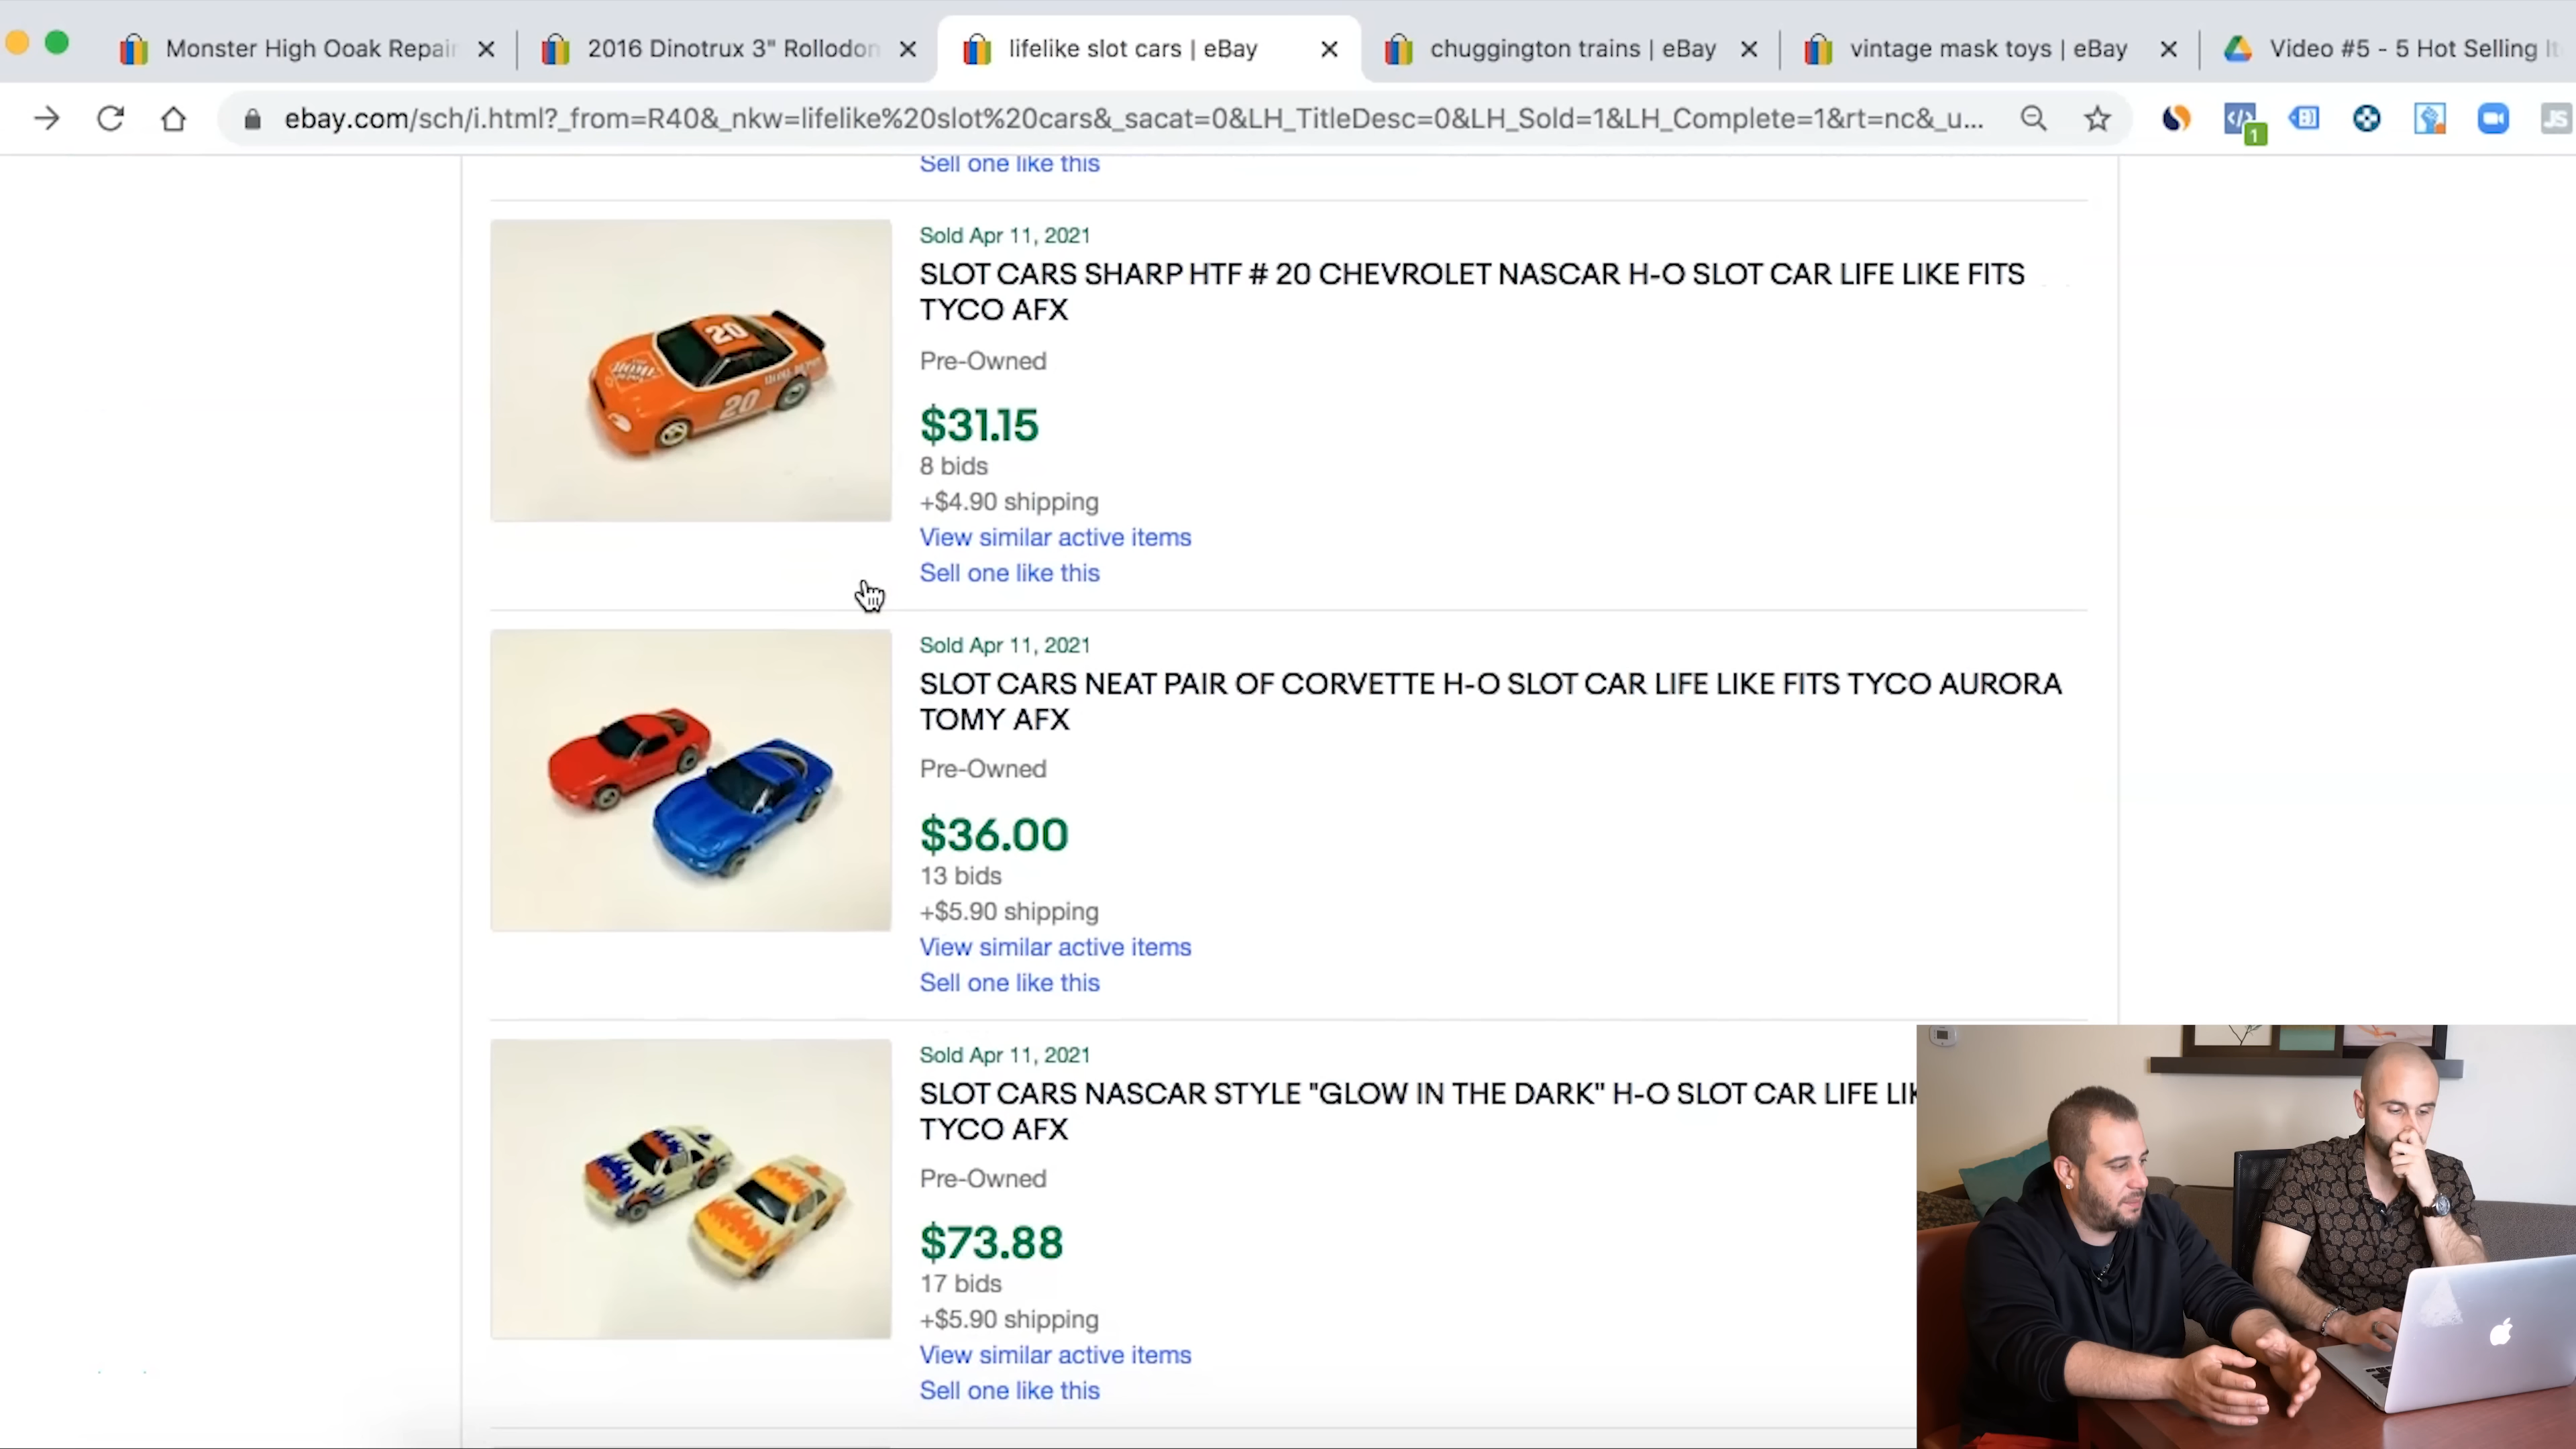 Monster High Ooak Repair
2016 Dinotrux 3" Rollodon
lifelike slot cars | eBay
chuggington trains | eBay
vintage mask toys | eBay
Video #5 - 5 Hot Selling It
ebay.com/sch/i.html?_from=R40&_nkw=lifelike%20slot%20cars&_sacat=0&LH_TitleDesc=0&LH_Sold=1&LH_Complete=1&rt=nc&_u...
1
JS
Sell one like this
Sold Apr 11, 2021
SLOT CARS SHARP HTF # 20 CHEVROLET NASCAR H-O SLOT CAR LIFE LIKE FITS
TYCO AFX
Pre-Owned
$31.15
8 bids
+$4.90 shipping
View similar active items
Sell one like this
20
HOME
20
Sold Apr 11, 2021
SLOT CARS NEAT PAIR OF CORVETTE H-O SLOT CAR LIFE LIKE FITS TYCO AURORA
TOMY AFX
Pre-Owned
$36.00
13 bids
+$5.90 shipping
View similar active items
Sell one like this
Sold Apr 11, 2021
SLOT CARS NASCAR STYLE "GLOW IN THE DARK" H-O SLOT CAR LIFE LIK
TYCO AFX
Pre-Owned
$73.88
17 bids
+$5.90 shipping
View similar active items
Sell one like this